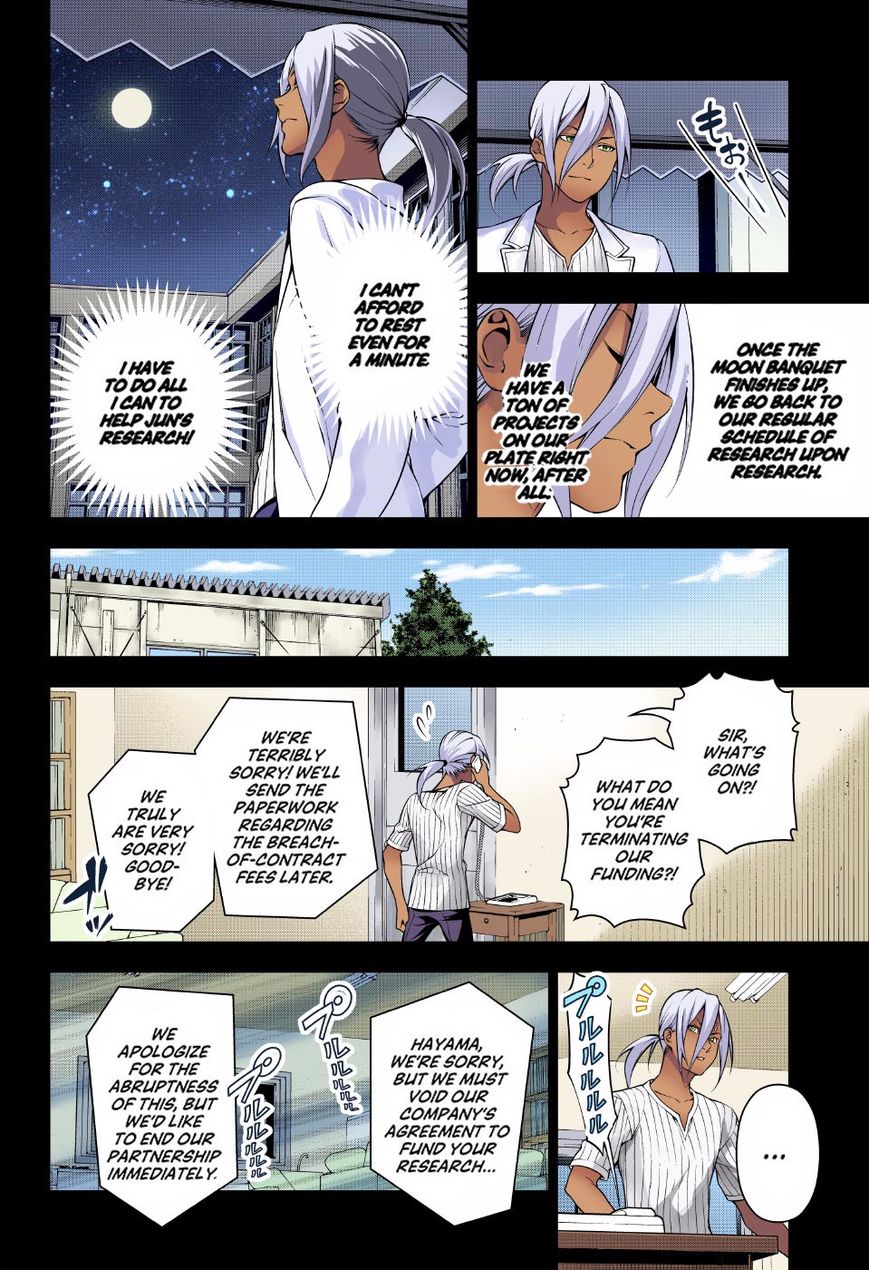 もぉ…
ONCE THE
MOON BANQUET
FINISHES UP,
WE GO BACK TO
OUR REGULAR
SCHEDULE OF
RESEARCH UPON
RESEARCH.
WE
HAVE A
TON OF
PROJECTS
ON OUR
PLATE RIGHT
NOW, AFTER
ALL.
I CAN'T
AFFORD
TO REST
EVEN FOR
A MINUTE.
I HAVE
TO DO ALL
I CAN TO
HELP JUN'S
RESEARCH!
SIR,
WHAT'S
GOING
ON?!
WHAT DO
YOU MEAN
YOU'RE
TERMINATING
OUR
FUNDING?!
WE'RE
TERRIBLY
SORRY! WE'LL
SEND THE
PAPERWORK
REGARDING
THE BREACH-
OF-CONTRACT
FEES LATER.
WE
TRULY
ARE VERY
SORRY!
GOOD-
BYE!
プルルルルル
...
HAYAMA,
WE'RE SORRY,
BUT WE MUST
VOID OUR
COMPANY'S
AGREEMENT TO
FUND YOUR
RESEARCH...
プルルルルル
WE
APOLOGIZE
FOR THE
ABRUPTNESS
OF THIS, BUT
WE'D LIKE
TO END OUR
PARTNERSHIP
IMMEDIATELY.
プルルルル